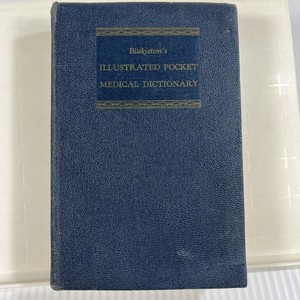 Blakiston's
ILLUSTRATED POCKET
MEDICAL DICTIONARY